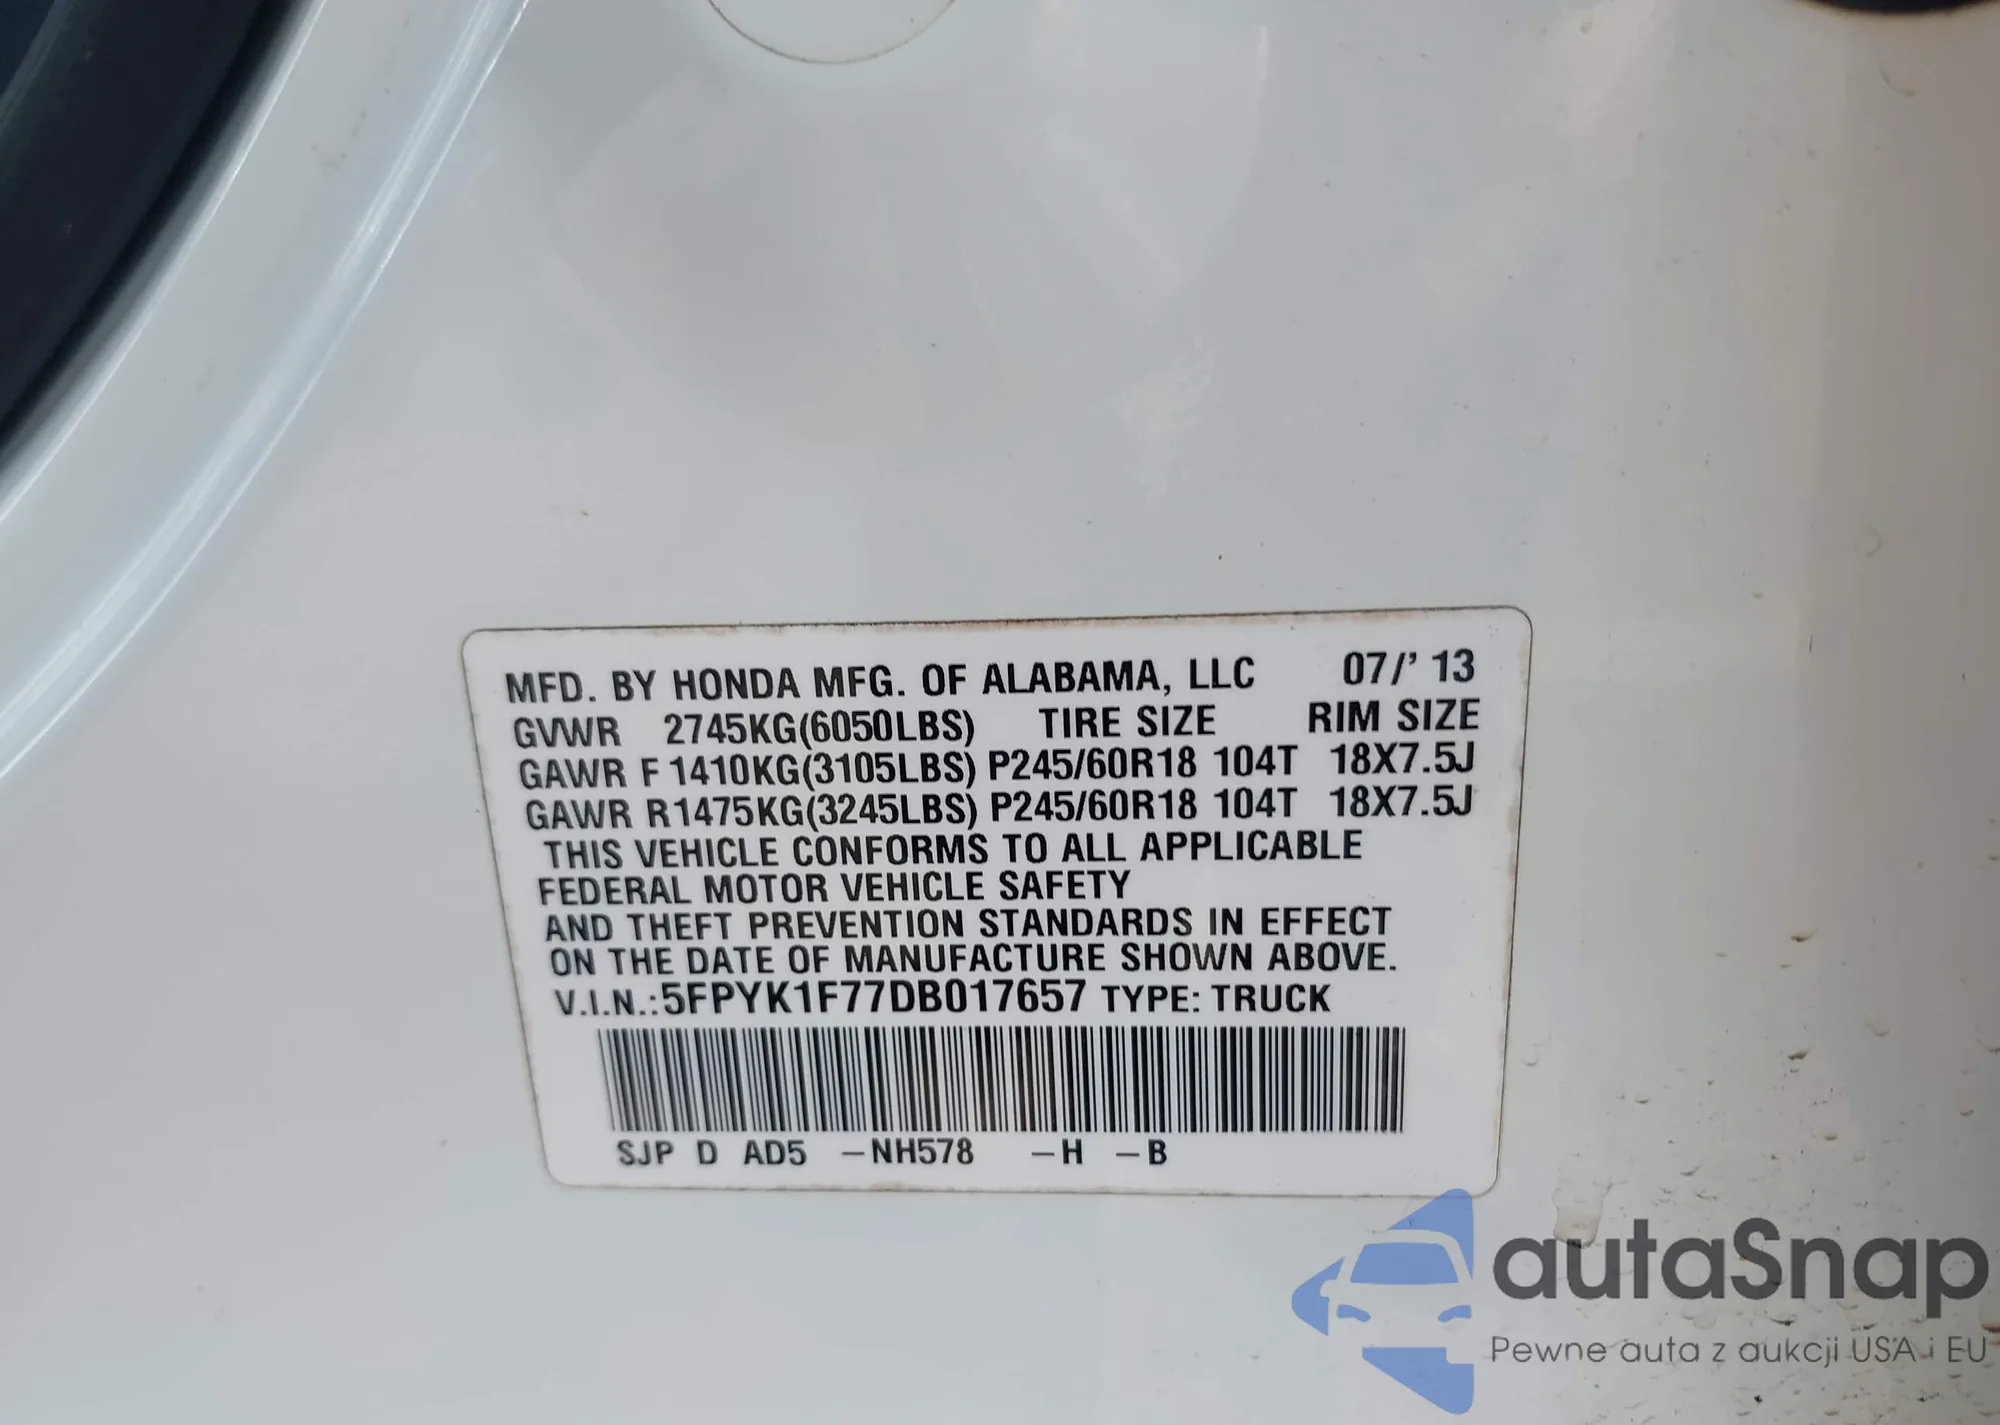 MFD. BY HONDA MFG. OF ALABAMA, LLC 07/' 13
GVWR 2745KG(6050LBS) TIRE SIZE RIM SIZE
GAWR F 1410KG(3105LBS) P245/60R18 104T 18X7.5J
GAWR R 1475KG(3245LBS) P245/60R18 104T 18X7.5J
THIS VEHICLE CONFORMS TO ALL APPLICABLE
FEDERAL MOTOR VEHICLE SAFETY
AND THEFT PREVENTION STANDARDS IN EFFECT
ON THE DATE OF MANUFACTURE SHOWN ABOVE.
V.I.N.:5FPYK1F77DB017657 TYPE: TRUCK
SJP D AD5 –NH578 –H –B
autaSnap
Pewne auta z aukcji USA i EU